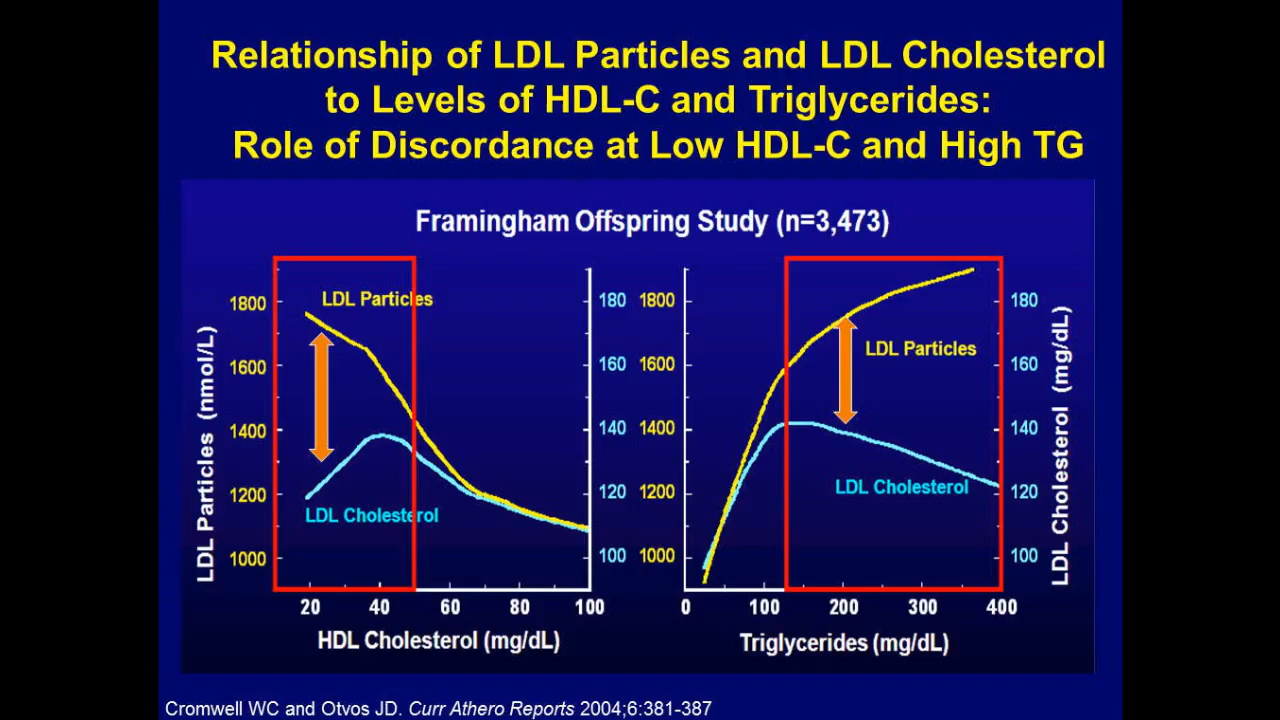 Relationship of LDL Particles and LDL Cholesterol
to Levels of HDL-C and Triglycerides:
Role of Discordance at Low HDL-C and High TG
Framingham Offspring Study (n=3,473)
LDL Particles (nmol/L)
1800
1600
1400
1200
1000
LDL Particles
LDL Cholesterol
20 40 60 80 100
HDL Cholesterol (mg/dL)
180
160
140
120
100
1800
1600
1400
1200
1000
LDL Particles
LDL Cholesterol
0 100 200 300 400
Triglycerides (mg/dL)
180
160
140
120
100
LDL Cholesterol (mg/dL)
Cromwell WC and Otvos JD. Curr Athero Reports 2004;6:381-387